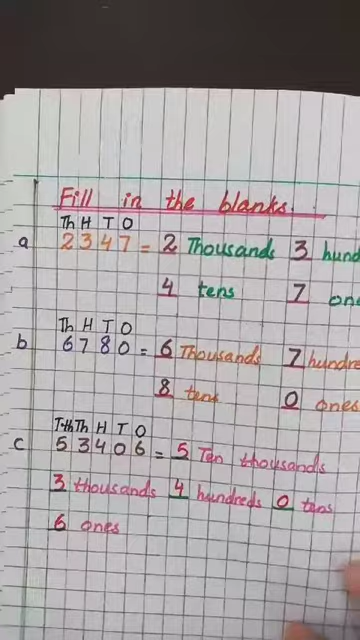 Fill in the blanks.
Th H T O
a 2347 = 2 Thousands 3 hund
4 tens 7 on
Th H T O
b 6780 = 6 Thousands 7 hundre
8 tens 0 ones
T-th Th H T O
c 53406 = 5 Ten thousands
3 thousands 4 hundreds 0 tens
6 ones